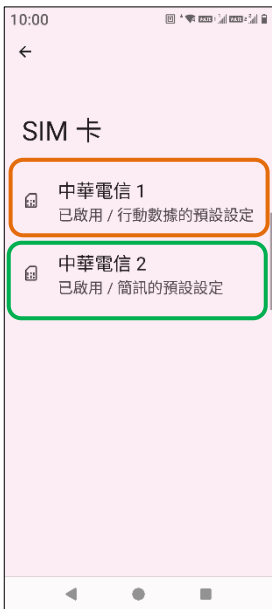 10:00
SIM 卡
中華電信 1
已啟用 / 行動數據的預設設定
中華電信 2
已啟用 / 簡訊的預設設定